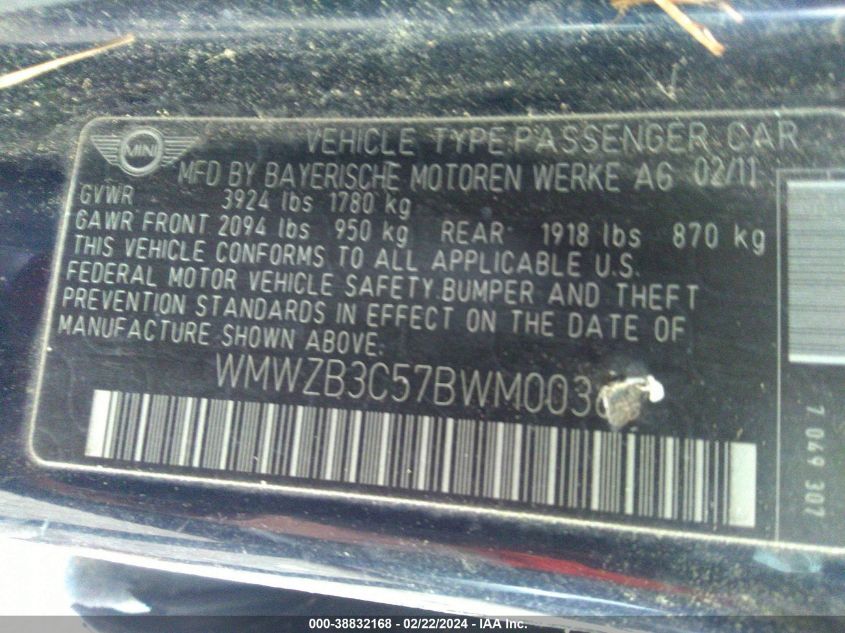 MINI
VEHICLE TYPE:PASSENGER CAR
MFD BY BAYERISCHE MOTOREN WERKE AG 02/11
GVWR 3924 lbs 1780 kg
GAWR FRONT 2094 lbs 950 kg REAR: 1918 lbs 870 kg
THIS VEHICLE CONFORMS TO ALL APPLICABLE U.S.
FEDERAL MOTOR VEHICLE SAFETY,BUMPER AND THEFT
PREVENTION STANDARDS IN EFFECT ON THE DATE OF
MANUFACTURE SHOWN ABOVE:
7 049 307
000-38832168 - 02/22/2024 - IAA Inc.